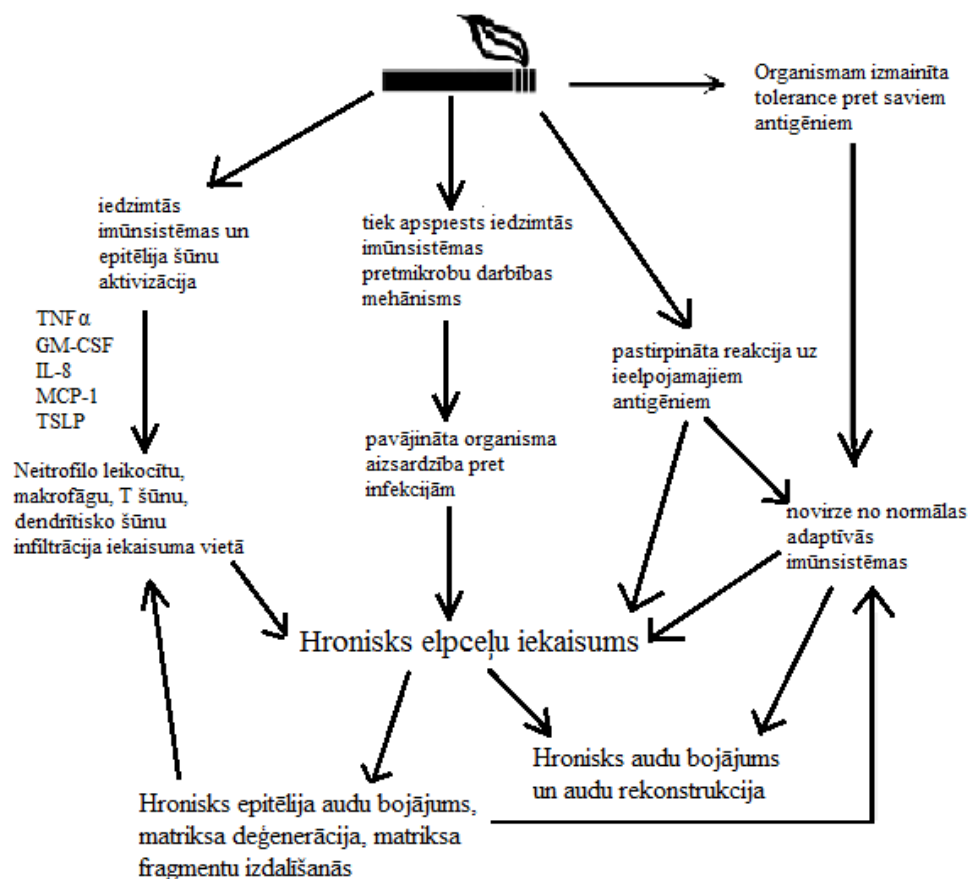 Organismam izmainīta
tolerance pret saviem
antigēniem
iedzimtās
imūnsistēmas un
epitēlija šūnu
aktivizācija
tiek apspiests iedzimtās
imūnsistēmas
pretmikrobu darbības
mehānisms
TNF α
GM-CSF
IL-8
MCP-1
TSLP
pastirpināta reakcija uz
ieelpojamajiem
antigēniem
pavājināta organisma
aizsardzība pret
infekcijām
Neitrofilo leikocītu,
makrofāgu, T šūnu,
dendrītisko šūnu
infiltrācija iekaisuma vietā
novirze no normālas
adaptīvās
imūnsistēmas
Hronisks elpceļu iekaisums
Hronisks audu bojājums
un audu rekonstrukcija
Hronisks epitēlija audu bojājums,
matriksa deģenerācija, matriksa
fragmentu izdalīšanās